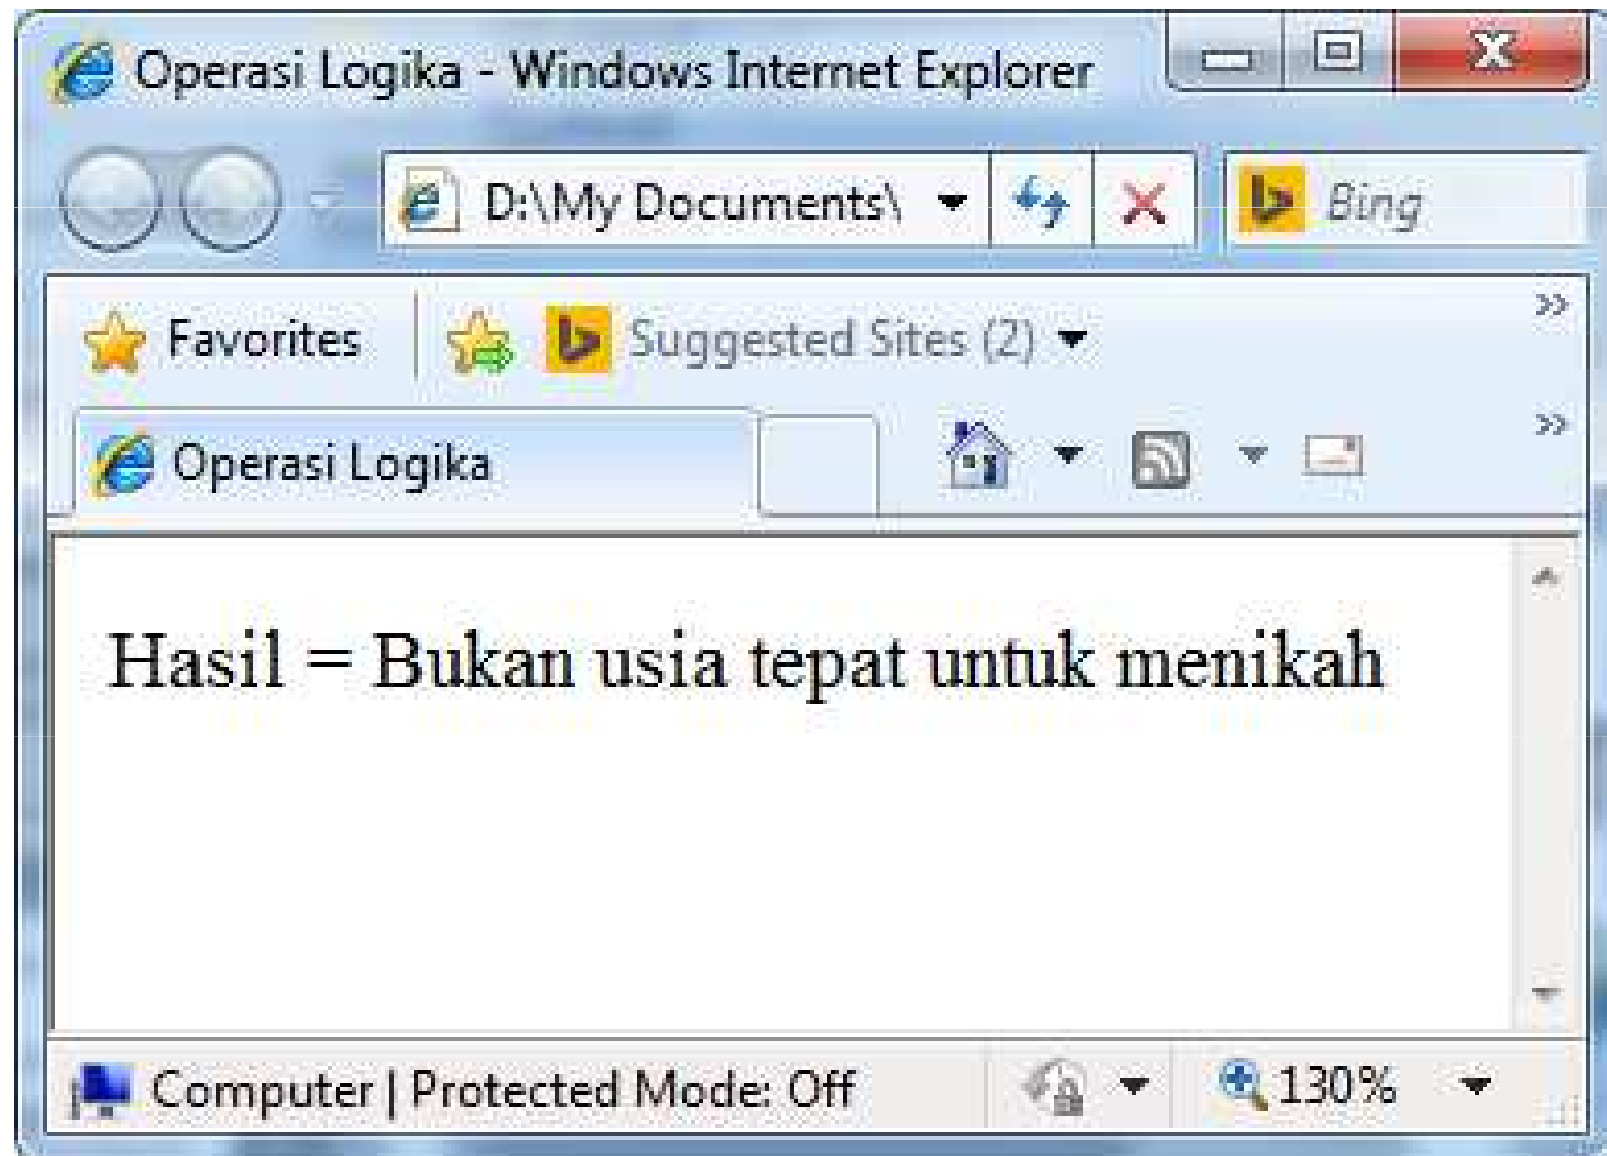 Operasi Logika - Windows Internet Explorer
D:\My Documents\
Bing
Favorites
Suggested Sites (2)
Operasi Logika
Hasil = Bukan usia tepat untuk menikah
Computer | Protected Mode: Off
130%